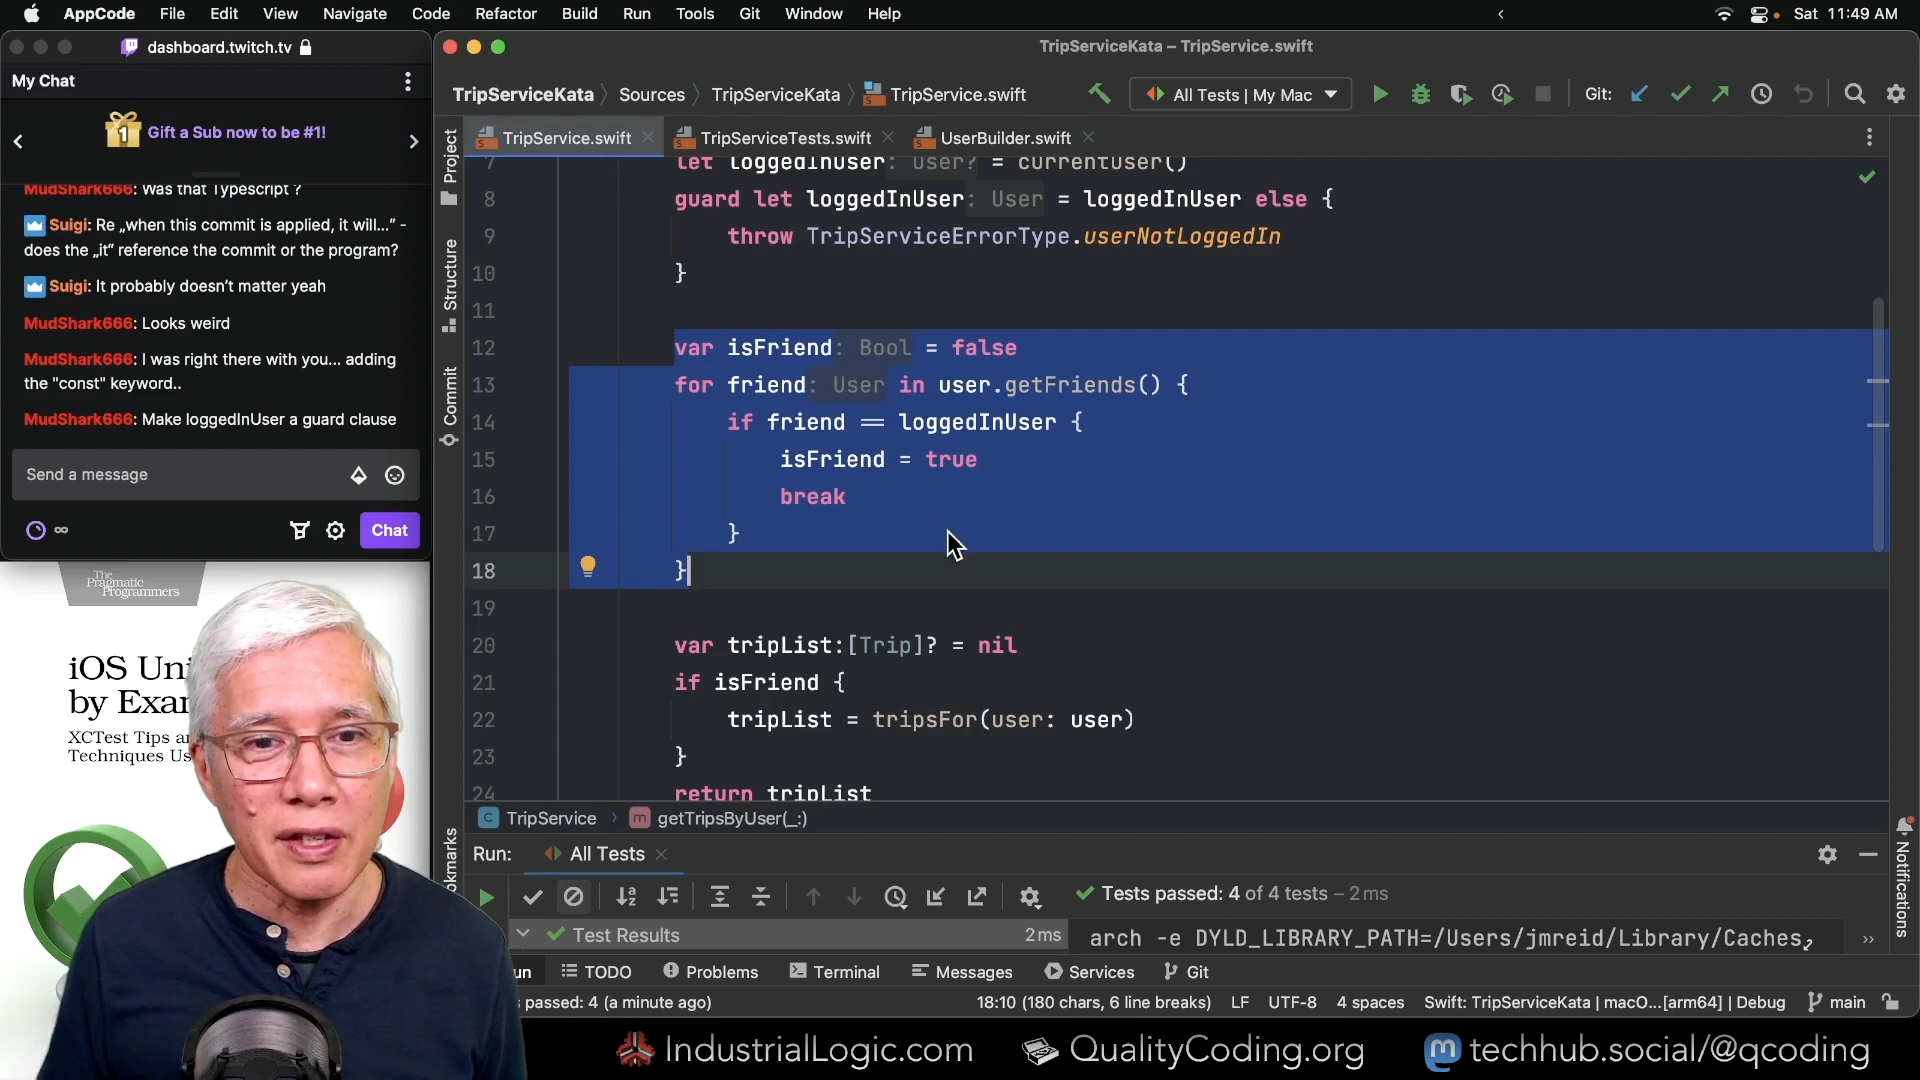 AppCode File Edit View Navigate Code Refactor Build Run Tools Git Window Help Sat 11:49 AM
dashboard.twitch.tv
My Chat
Gift a Sub now to be #1!
1
MudShark666: Was that Typescript ?
Suigi: Re „when this commit is applied, it will...“ -
does the „it“ reference the commit or the program?
Suigi: It probably doesn’t matter yeah
MudShark666: Looks weird
MudShark666: I was right there with you... adding
the "const" keyword..
MudShark666: Make loggedInUser a guard clause
Send a message
∞
Chat
The
Pragmatic
Programmers
iOS Uni
by Exar
XCTest Tips ar
Techniques Us
TripServiceKata – TripService.swift
TripServiceKata Sources TripServiceKata TripService.swift
All Tests | My Mac
Git:
TripService.swift TripServiceTests.swift UserBuilder.swift
Project
Structure
Commit
okmarks
Notifications
7 let loggedInUser: User? = currentUser()
8 guard let loggedInUser: User = loggedInUser else {
9 throw TripServiceErrorType.userNotLoggedIn
10 }
11
12 var isFriend: Bool = false
13 for friend: User in user.getFriends() {
14 if friend == loggedInUser {
15 isFriend = true
16 break
17 }
18 }
19
20 var tripList:[Trip]? = nil
21 if isFriend {
22 tripList = tripsFor(user: user)
23 }
24 return tripList
TripService getTripsByUser(_:)
Run: All Tests
Tests passed: 4 of 4 tests – 2 ms
Test Results 2 ms
arch -e DYLD_LIBRARY_PATH=/Users/jmreid/Library/Caches
un TODO Problems Terminal Messages Services Git
s passed: 4 (a minute ago)
18:10 (180 chars, 6 line breaks) LF UTF-8 4 spaces Swift: TripServiceKata | macO...[arm64] | Debug main
IndustrialLogic.com QualityCoding.org techhub.social/@qcoding